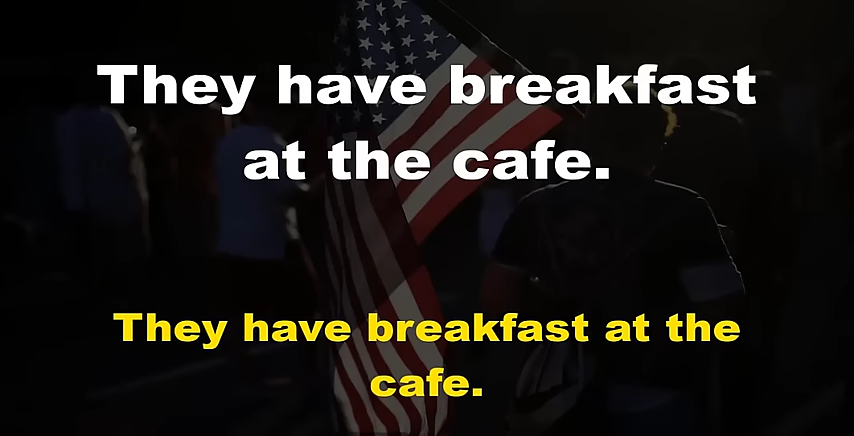 They have breakfast
at the cafe.
They have breakfast at the
cafe.